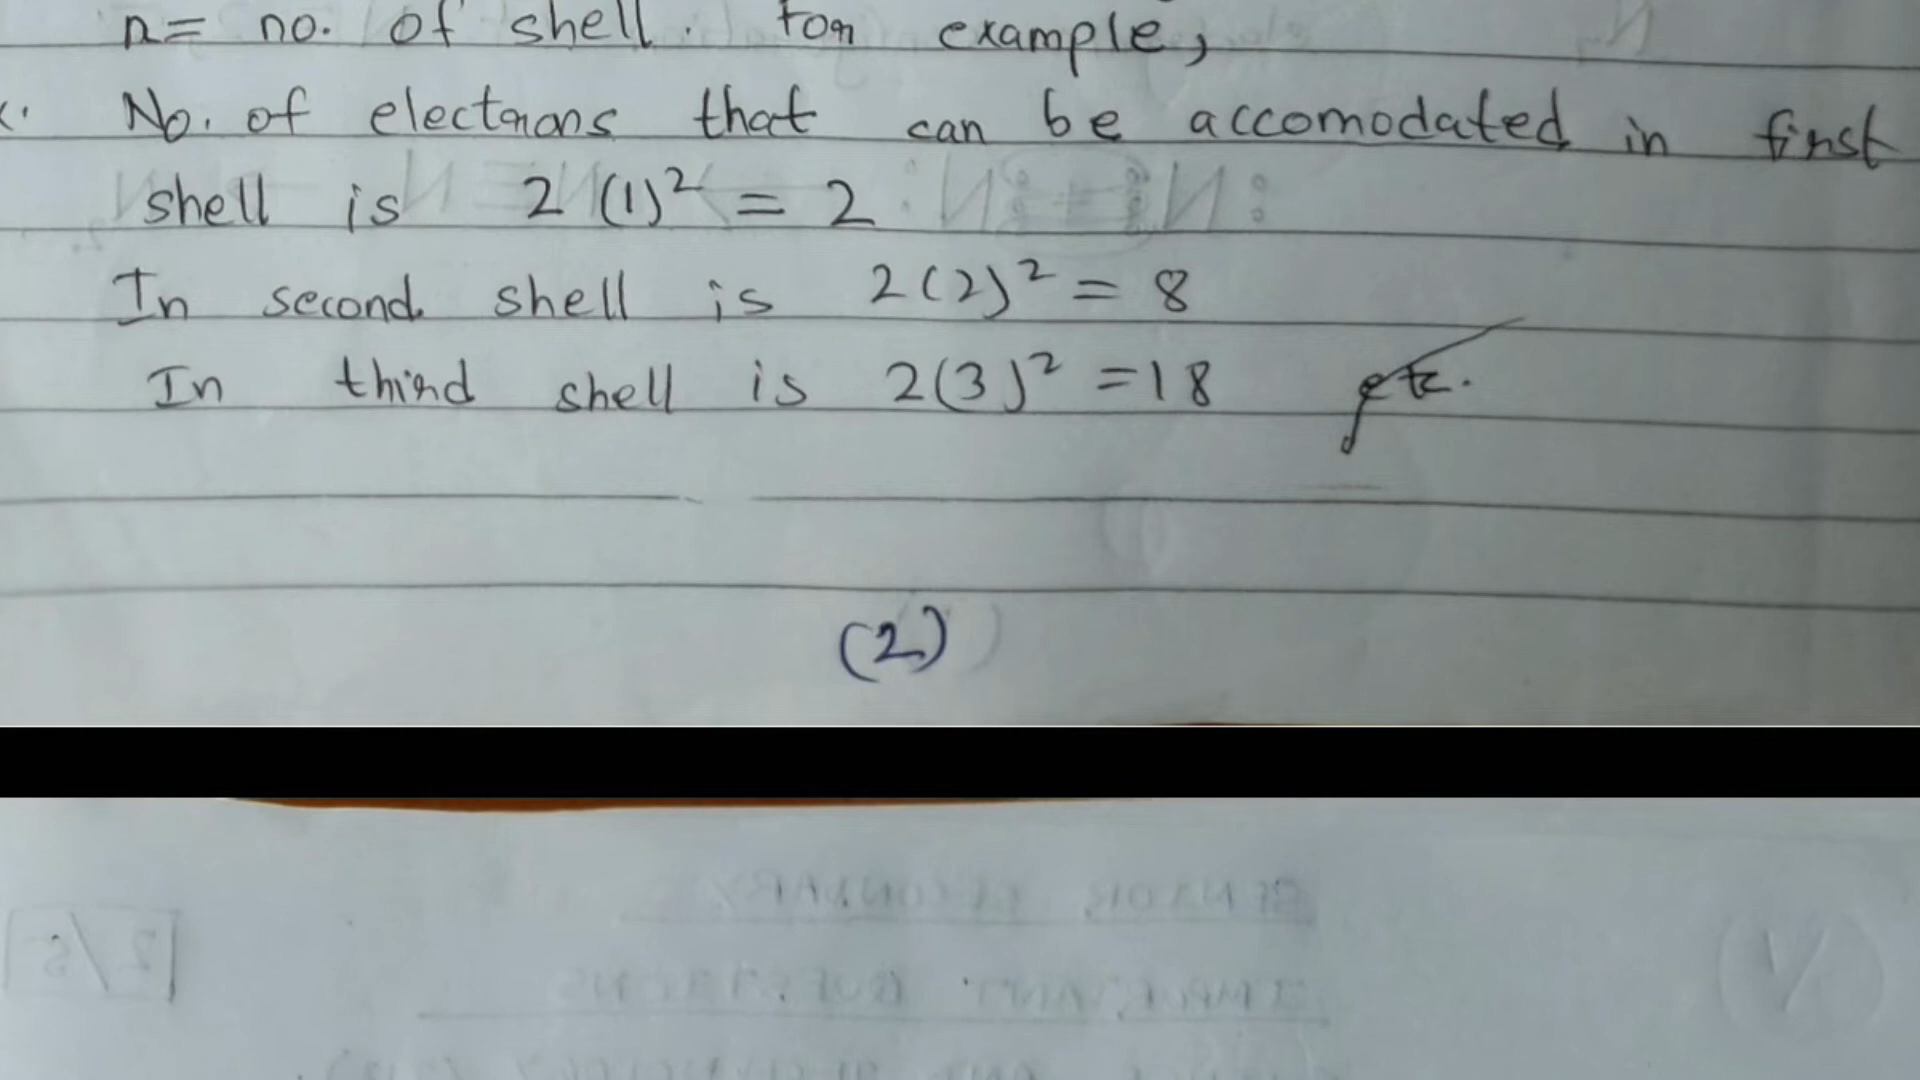 n = no. of shell. For example,
No. of electrons that can be accomodated in first
shell is 2 (1)² = 2
In second shell is 2(2)² = 8
In third shell is 2(3)² = 18 etc.
(2)